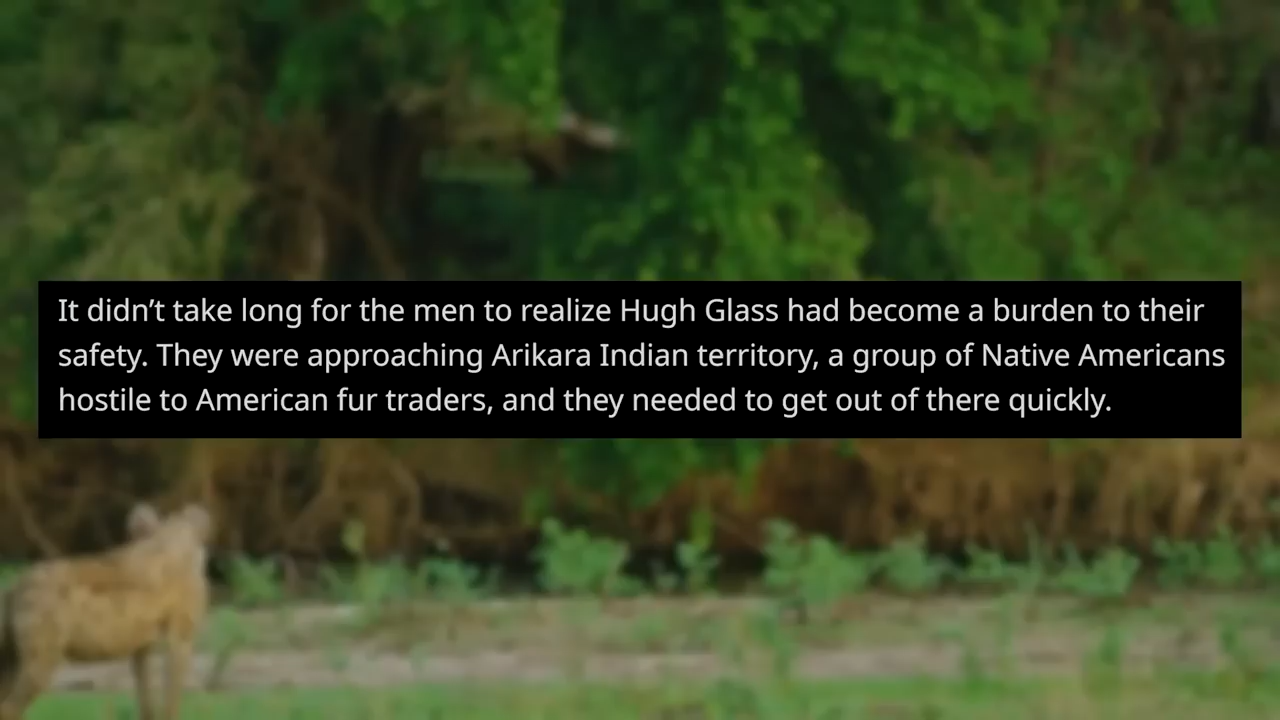 It didn’t take long for the men to realize Hugh Glass had become a burden to their
safety. They were approaching Arikara Indian territory, a group of Native Americans
hostile to American fur traders, and they needed to get out of there quickly.